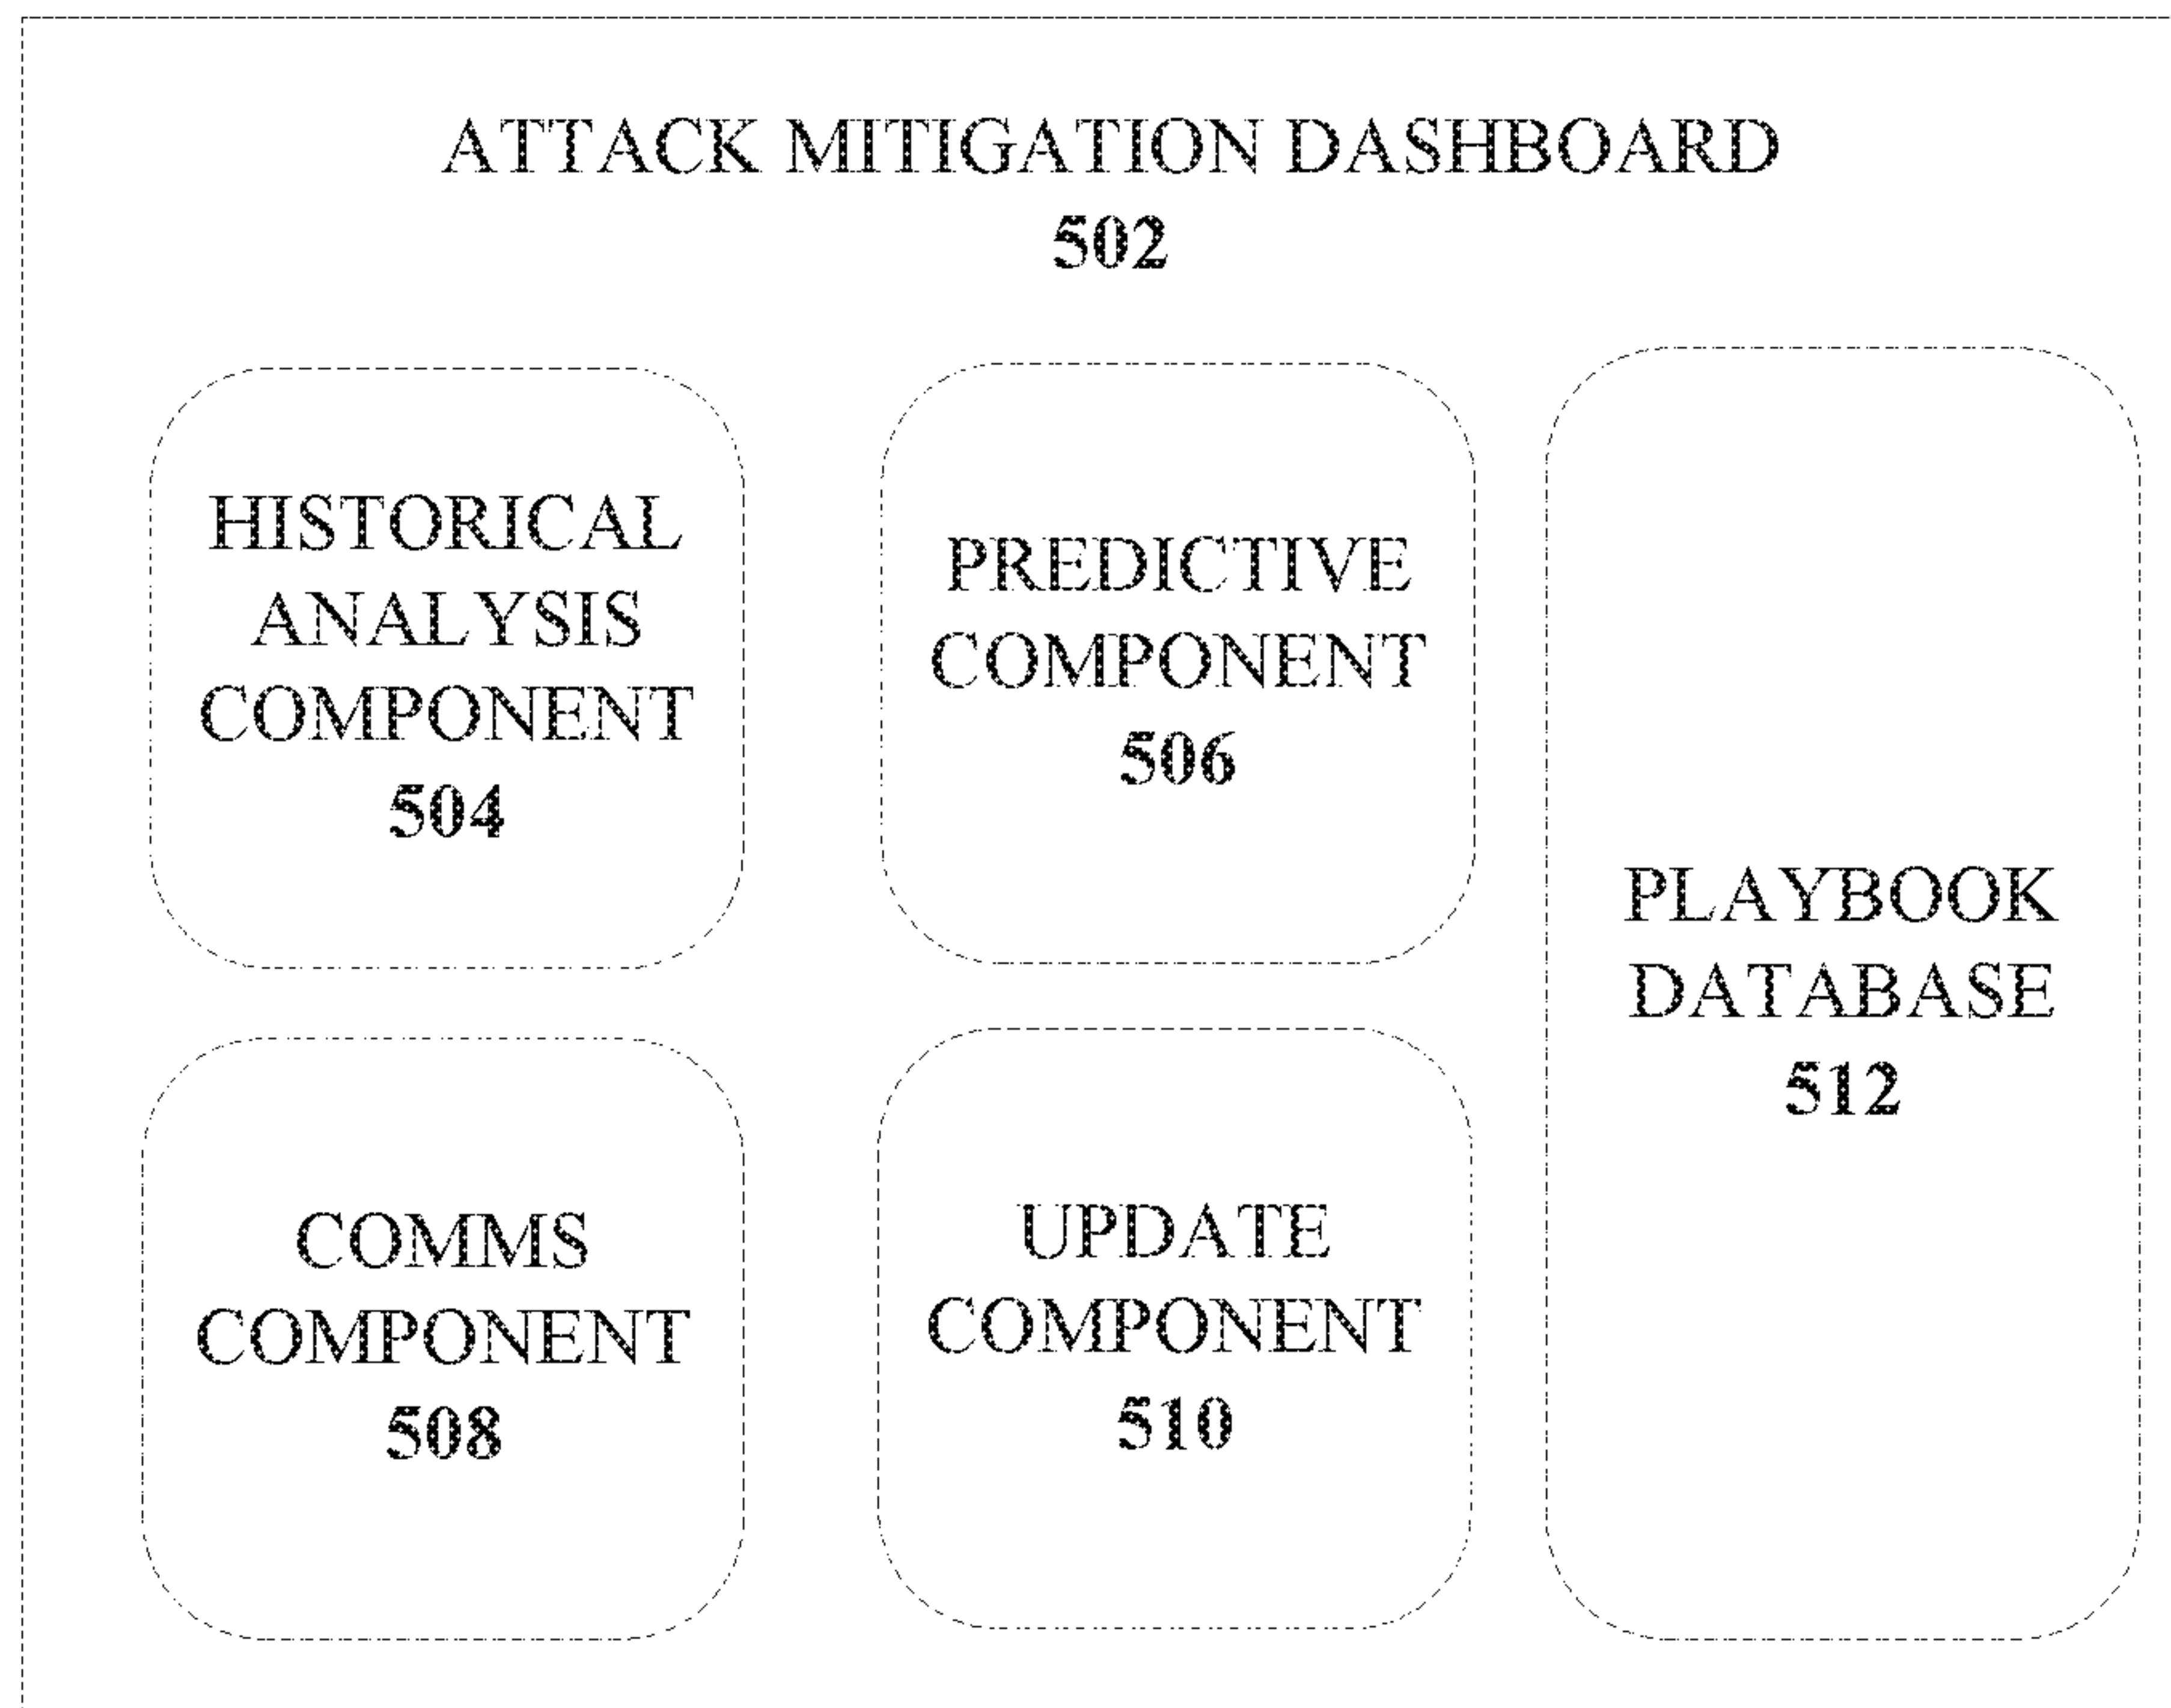 ATTACK MITIGATION DASHBOARD
502
HISTORICAL
ANALYSIS
COMPONENT
504
PREDICTIVE
COMPONENT
506
PLAYBOOK
DATABASE
512
COMMS
COMPONENT
508
UPDATE
COMPONENT
510